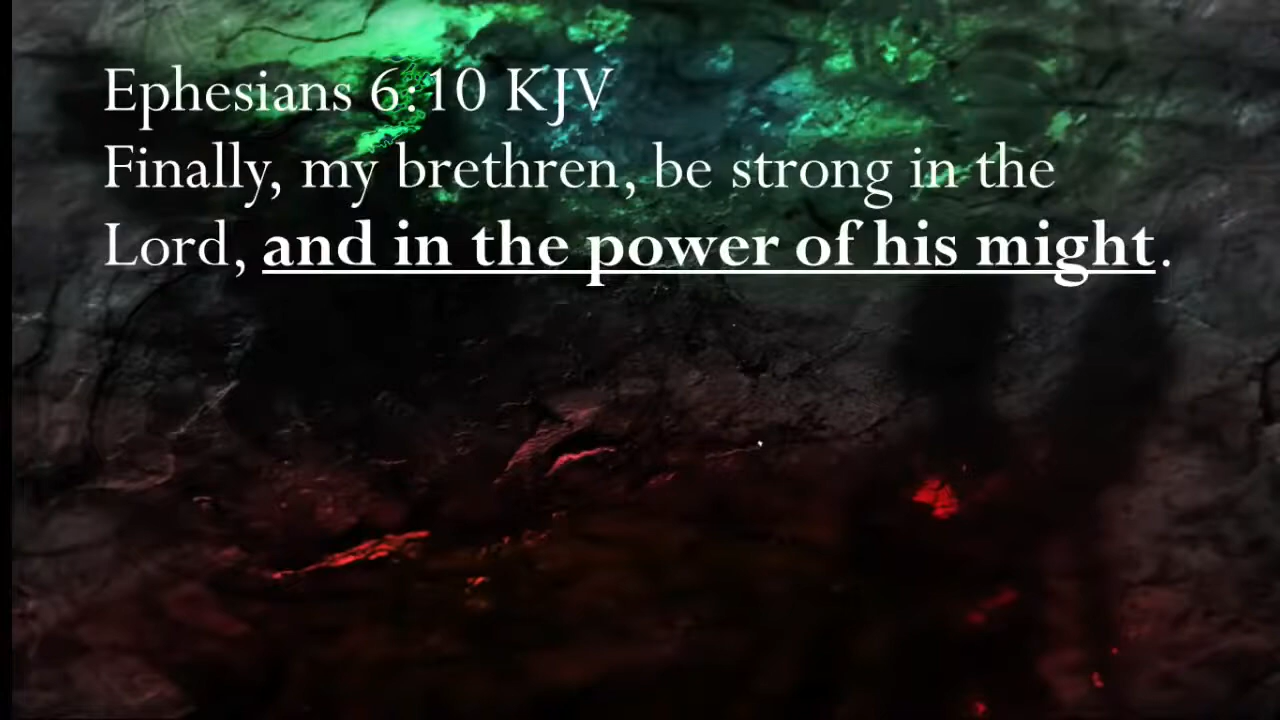 Ephesians 6:10 KJV
Finally, my brethren, be strong in the
Lord, and in the power of his might.